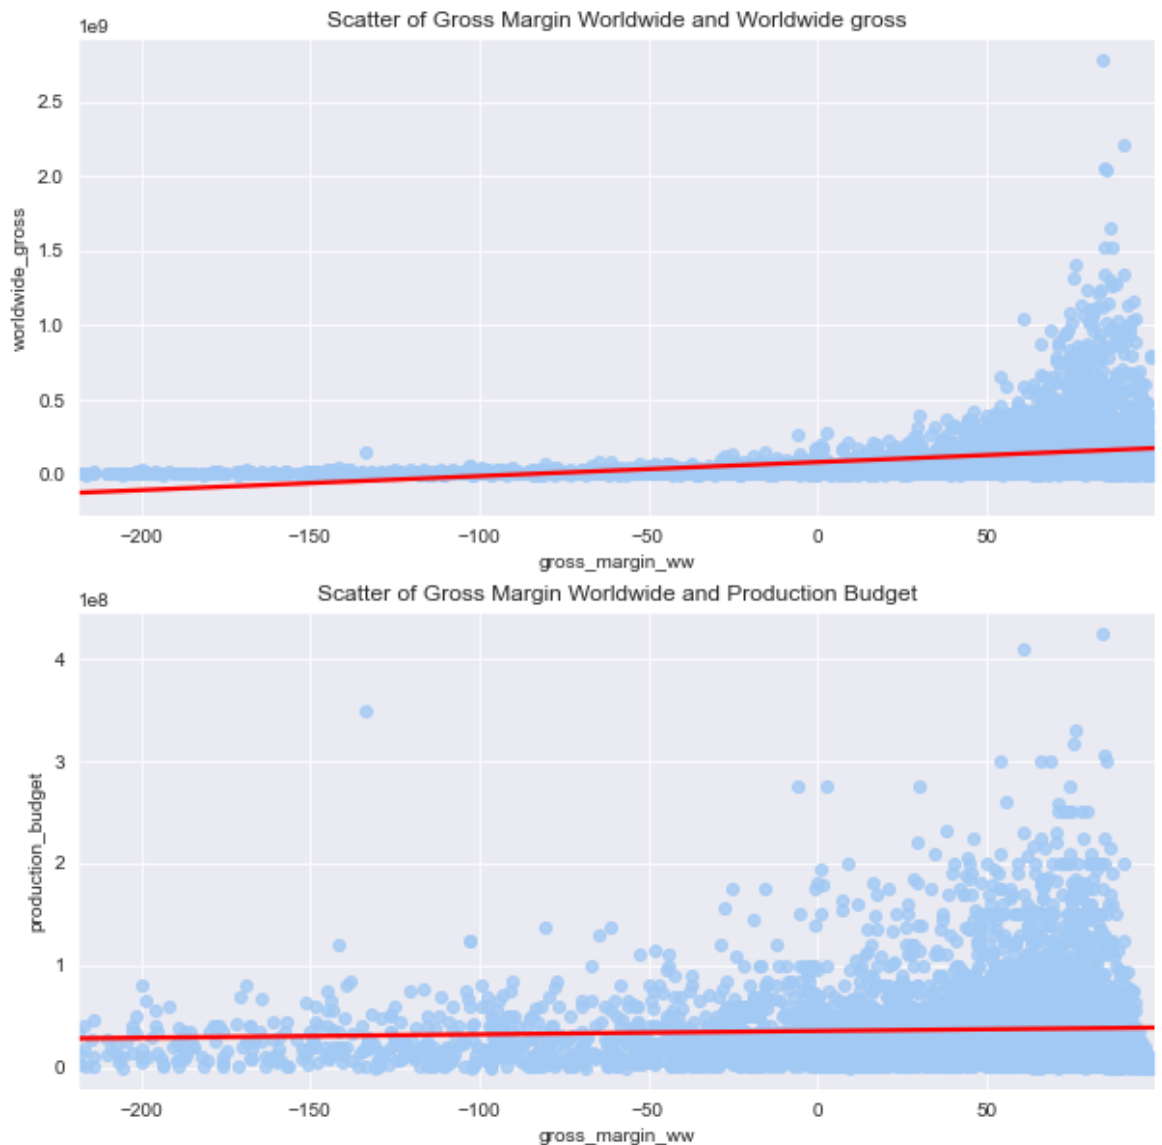 Scatter of Gross Margin Worldwide and Worldwide gross
1e9
2.5
2.0
1.5
1.0
0.5
0.0
worldwide_gross
−200 −150 −100 −50 0 50
gross_margin_ww
Scatter of Gross Margin Worldwide and Production Budget
1e8
4
3
2
1
0
production_budget
−200 −150 −100 −50 0 50
gross_margin_ww